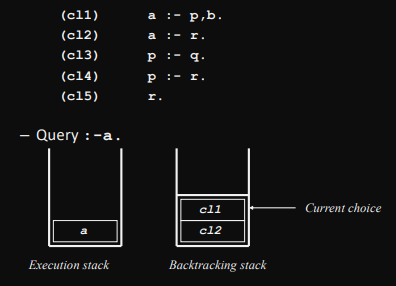 (cl1) a :- p,b.
(cl2) a :- r.
(cl3) p :- q.
(cl4) p :- r.
(cl5) r.
– Query :-a.
cl1
Current choice
a
cl2
Execution stack
Backtracking stack